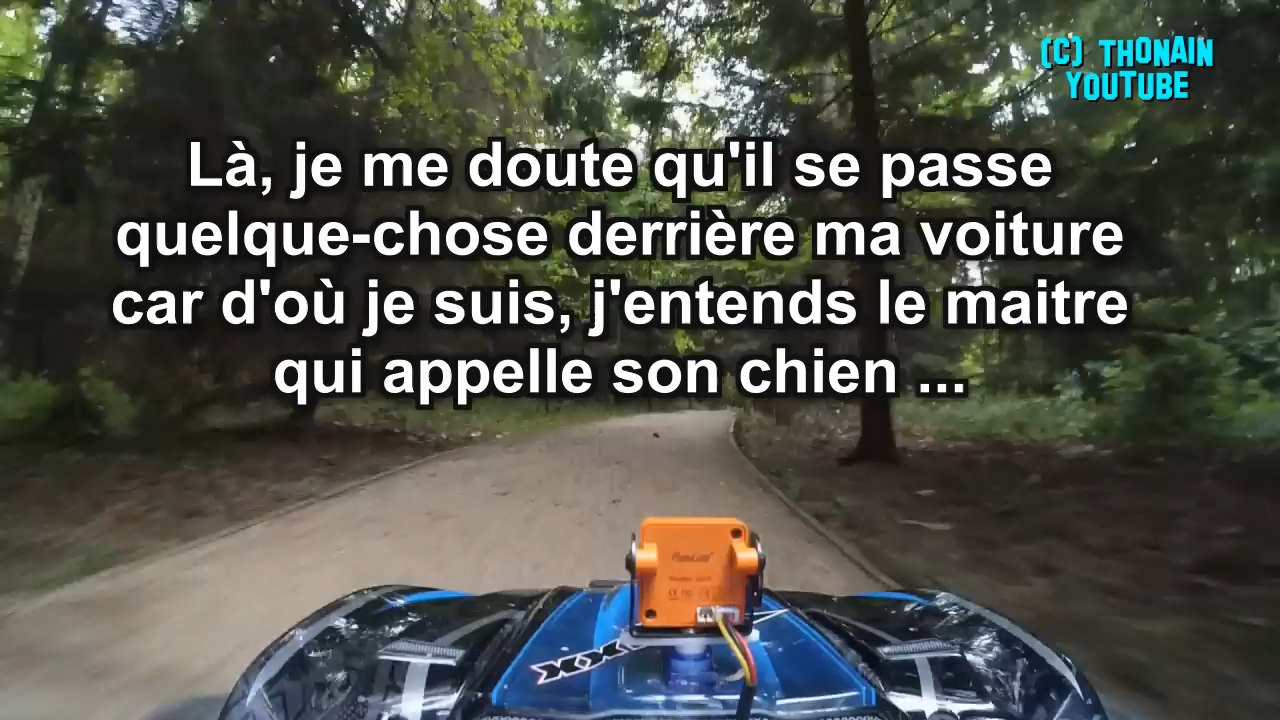 (C) THONAIN
YOUTUBE
Là, je me doute qu'il se passe
quelque-chose derrière ma voiture
car d'où je suis, j'entends le maitre
qui appelle son chien ...